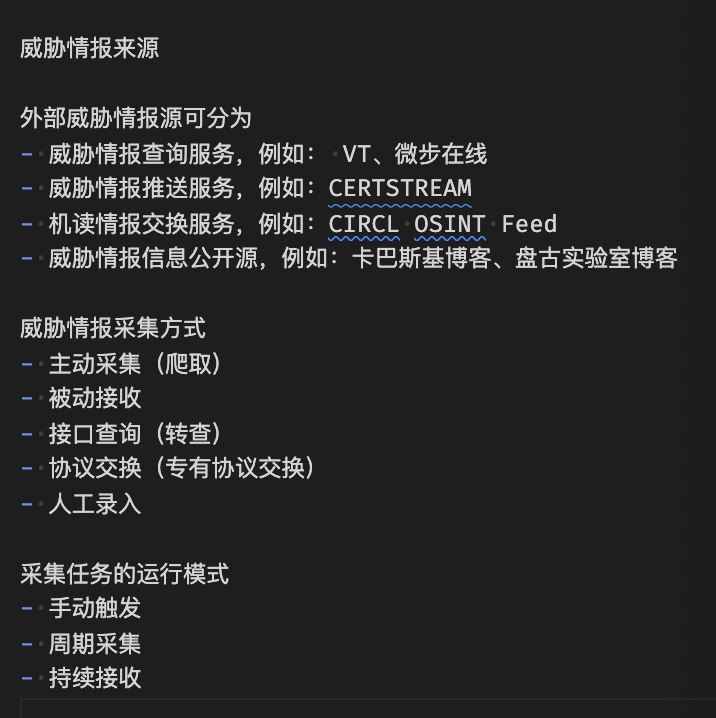 威胁情报来源
外部威胁情报源可分为
- 威胁情报查询服务，例如： VT、微步在线
- 威胁情报推送服务，例如：CERTSTREAM
- 机读情报交换服务，例如：CIRCL OSINT Feed
- 威胁情报信息公开源，例如：卡巴斯基博客、盘古实验室博客
威胁情报采集方式
- 主动采集（爬取）
- 被动接收
- 接口查询（转查）
- 协议交换（专有协议交换）
- 人工录入
采集任务的运行模式
- 手动触发
- 周期采集
- 持续接收